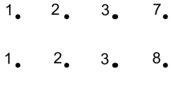 1. 2. 3. 7.
1. 2. 3. 8.